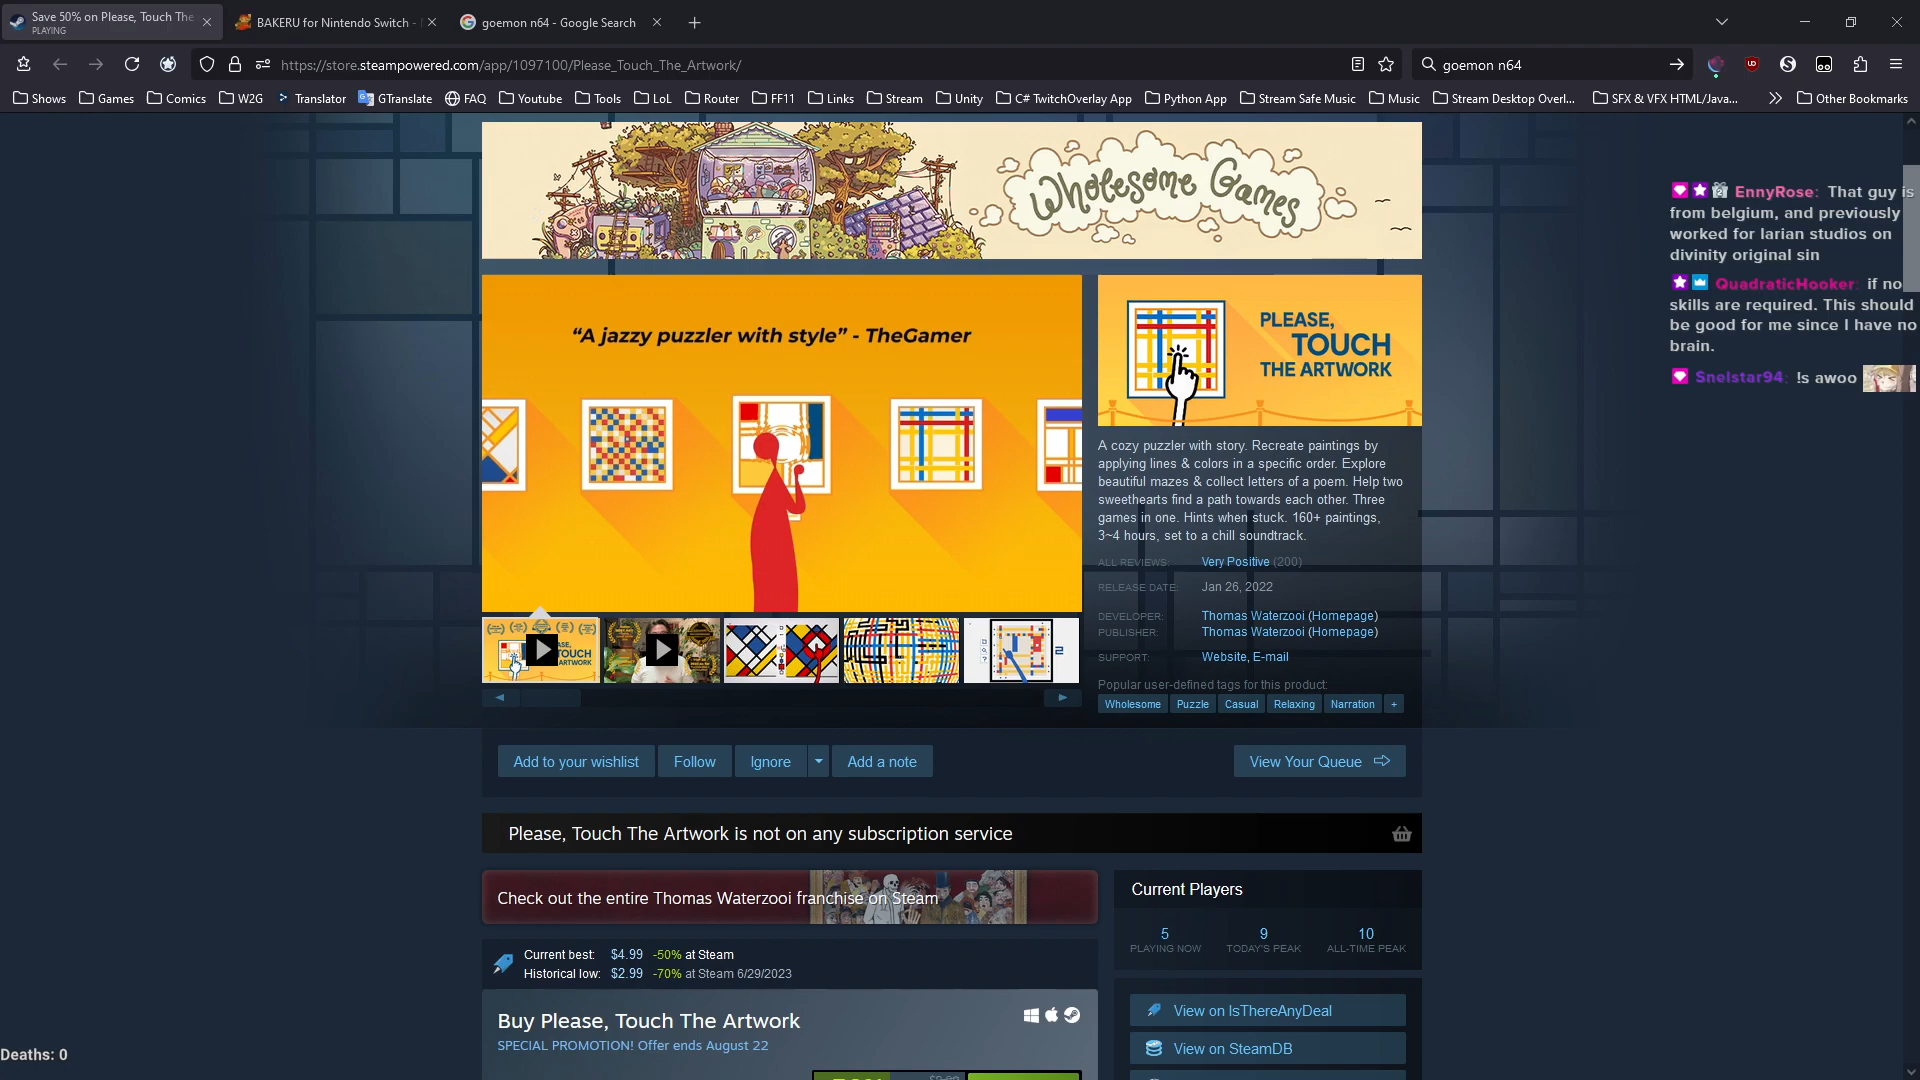 Save 50% on Please, Touch The
PLAYING
BAKERU for Nintendo Switch -
goemon n64 - Google Search
https://store.steampowered.com/app/1097100/Please_Touch_The_Artwork/
goemon n64
Shows
Games
Comics
W2G
Translator
GTranslate
FAQ
Youtube
Tools
LoL
Router
FF11
Links
Stream
Unity
C# TwitchOverlay App
Python App
Stream Safe Music
Music
Stream Desktop Overl...
SFX & VFX HTML/Java...
Other Bookmarks
Wholesome Games
EnnyRose: That guy is
from belgium, and previously
worked for larian studios on
divinity original sin
QuadraticHooker: if no
skills are required. This should
be good for me since I have no
brain.
Snelstar94: !s awoo
“A jazzy puzzler with style” - TheGamer
PLEASE,
TOUCH
THE ARTWORK
A cozy puzzler with story. Recreate paintings by
applying lines & colors in a specific order. Explore
beautiful mazes & collect letters of a poem. Help two
sweethearts find a path towards each other. Three
games in one. Hints when stuck. 160+ paintings,
3~4 hours, set to a chill soundtrack.
ALL REVIEWS: Very Positive (200)
RELEASE DATE: Jan 26, 2022
DEVELOPER: Thomas Waterzooi (Homepage)
PUBLISHER: Thomas Waterzooi (Homepage)
SUPPORT: Website, E-mail
Popular user-defined tags for this product:
Wholesome
Puzzle
Casual
Relaxing
Narration
+
Add to your wishlist
Follow
Ignore
Add a note
View Your Queue
Please, Touch The Artwork is not on any subscription service
Check out the entire Thomas Waterzooi franchise on Steam
Current Players
5
PLAYING NOW
9
TODAY'S PEAK
10
ALL-TIME PEAK
Current best: $4.99 -50% at Steam
Historical low: $2.99 -70% at Steam 6/29/2023
Buy Please, Touch The Artwork
SPECIAL PROMOTION! Offer ends August 22
View on IsThereAnyDeal
View on SteamDB
Deaths: 0